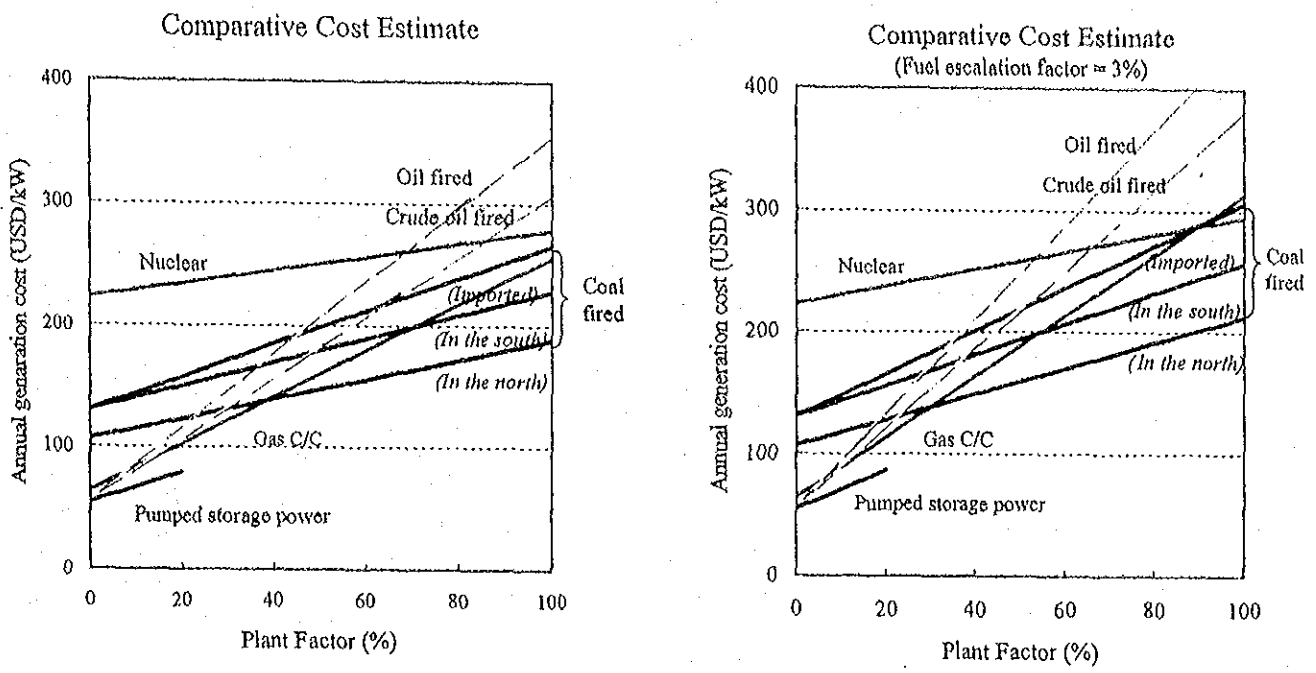 Comparative Cost Estimate
400
300
200
100
0
Annual genaration cost (USD/kW)
Oil fired
Crude oil fired
Nuclear
(Imported)
Coal
fired
(In the south)
(In the north)
Gas C/C
Pumped storage power
0 20 40 60 80 100
Plant Factor (%)
Comparative Cost Estimate
(Fuel escalation factor = 3%)
400
300
200
100
0
Annual generation cost (USD/kW)
Oil fired
Crude oil fired
Nuclear
(Imported)
Coal
fired
(In the south)
(In the north)
Gas C/C
Pumped storage power
0 20 40 60 80 100
Plant Factor (%)